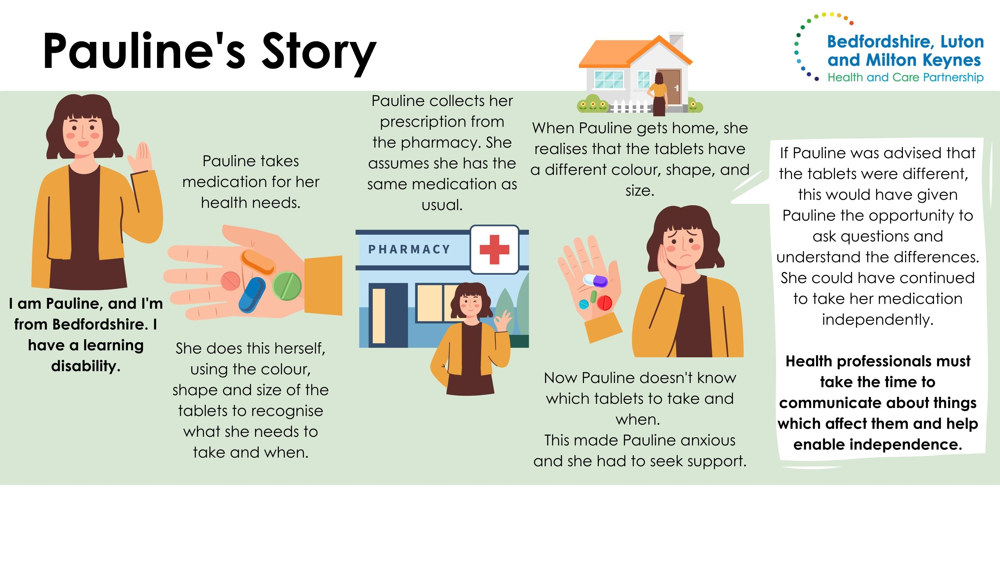 Pauline's Story
Bedfordshire, Luton
and Milton Keynes
Health and Care Partnership
I am Pauline, and I'm
from Bedfordshire. I
have a learning
disability.
Pauline takes
medication for her
health needs.
She does this herself,
using the colour,
shape and size of the
tablets to recognise
what she needs to
take and when.
Pauline collects her
prescription from
the pharmacy. She
assumes she has the
same medication as
usual.
PHARMACY
When Pauline gets home, she
realises that the tablets have
a different colour, shape, and
size.
Now Pauline doesn't know
which tablets to take and
when.
This made Pauline anxious
and she had to seek support.
If Pauline was advised that
the tablets were different,
this would have given
Pauline the opportunity to
ask questions and
understand the differences.
She could have continued
to take her medication
independently.
Health professionals must
take the time to
communicate about things
which affect them and help
enable independence.